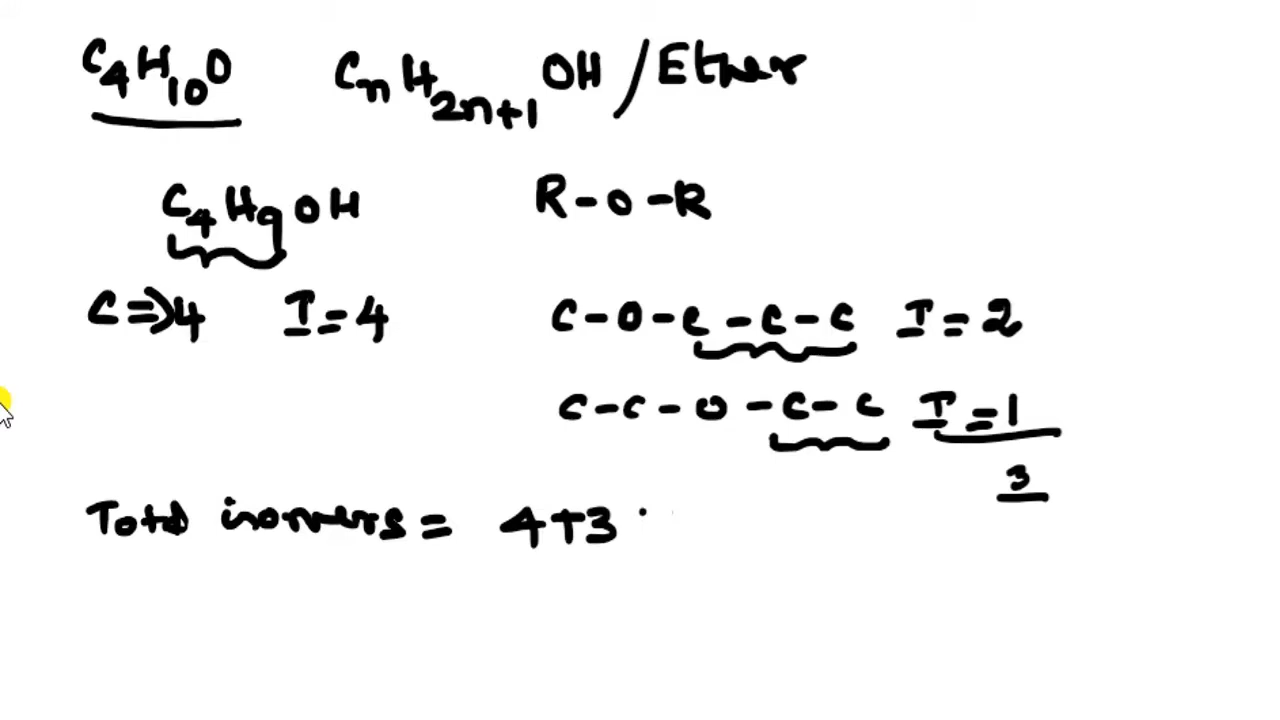 C₄H₁₀O CₙH₂ₙ₊₁OH / Ether
C₄H₉OH R-O-R
C⇒4 I=4 C-O-C-C-C I=2
C-C-O-C-C I=1
3
Total isomers = 4+3